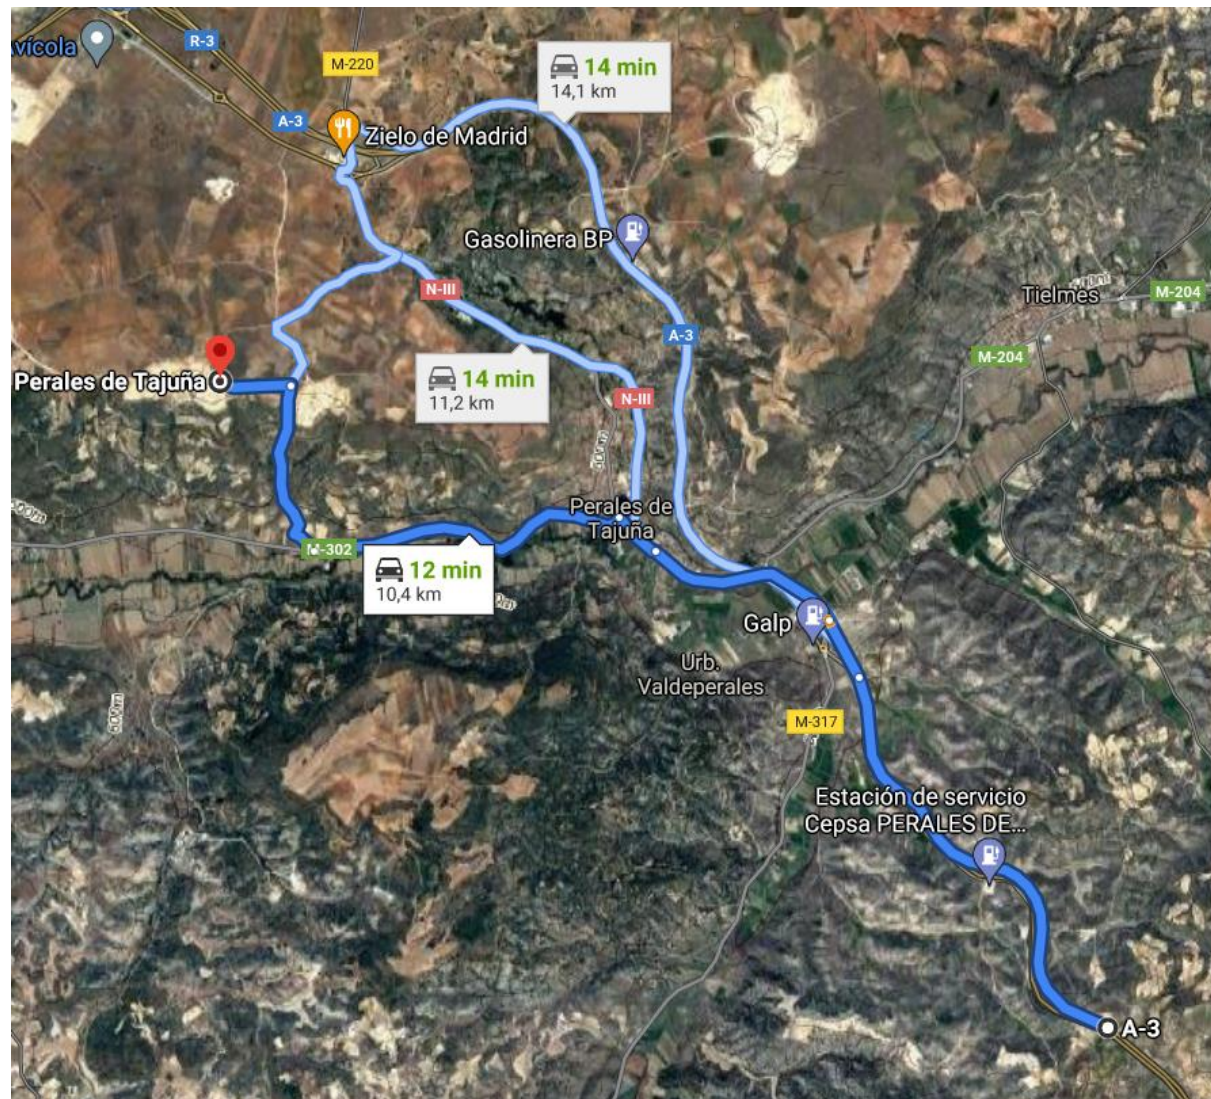 R-3
vícola
M-220
14 min
14,1 km
A-3
Zielo de Madrid
Gasolinera BP
N-III
Tielmes
M-204
A-3
M-204
14 min
11,2 km
Perales de Tajuña
N-III
Perales de
Tajuña
M-302
12 min
10,4 km
Galp
Urb.
Valdeperales
M-317
Estación de servicio
Cepsa PERALES DE...
A-3